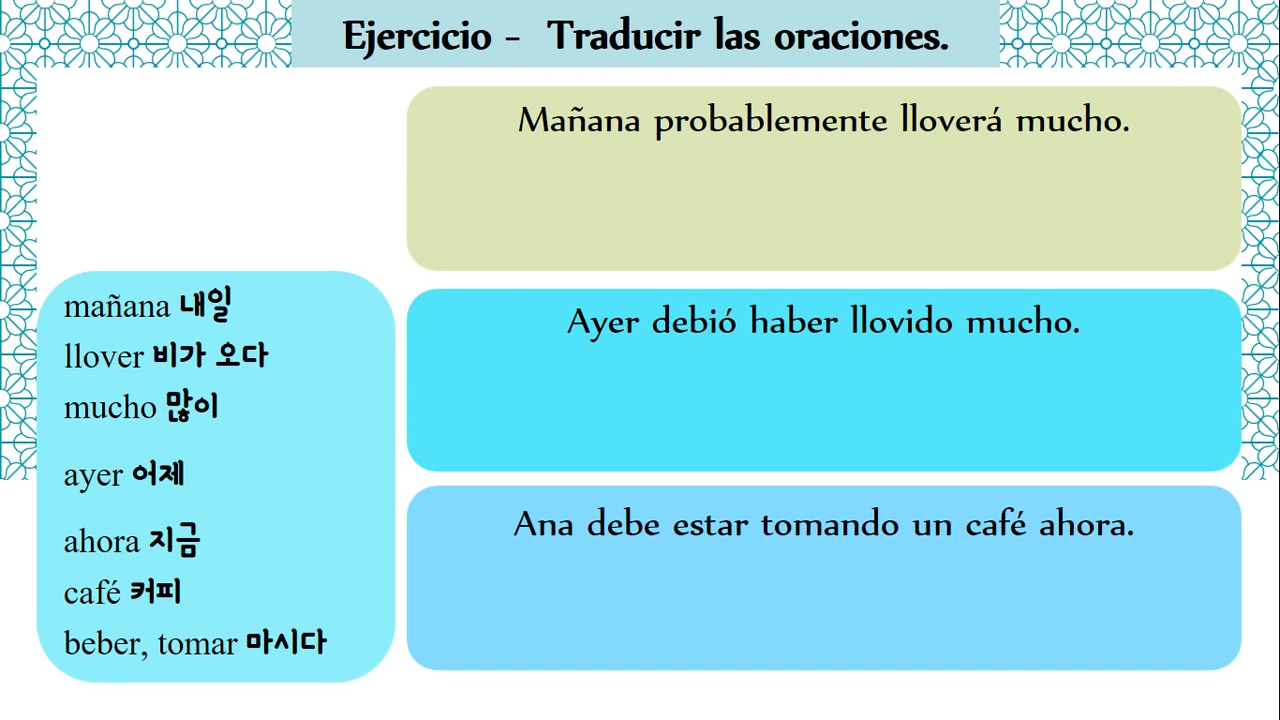 Ejercicio - Traducir las oraciones.
Mañana probablemente lloverá mucho.
Ayer debió haber llovido mucho.
Ana debe estar tomando un café ahora.
mañana 내일
llover 비가 오다
mucho 많이
ayer 어제
ahora 지금
café 커피
beber, tomar 마시다